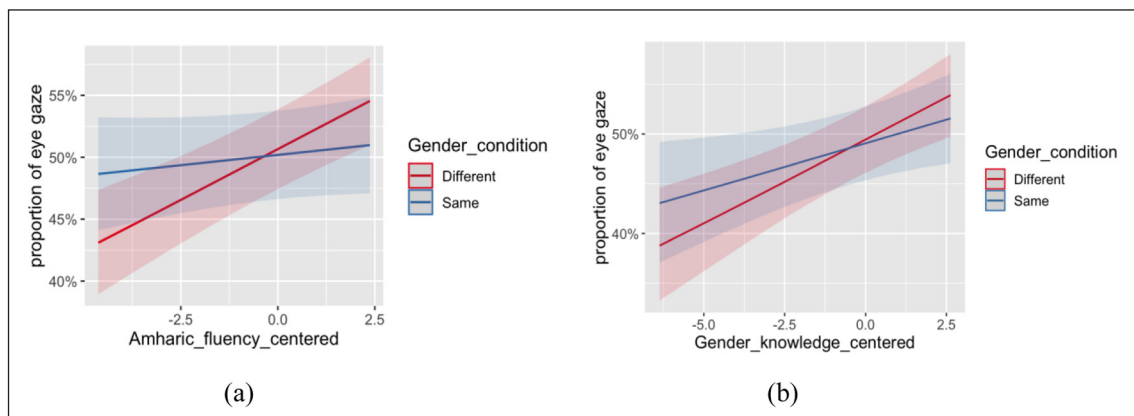 proportion of eye gaze
55%
50%
45%
40%
-2.5
0.0
2.5
Amharic_fluency_centered
Gender_condition
Different
Same
(a)
proportion of eye gaze
50%
40%
-5.0
-2.5
0.0
2.5
Gender_knowledge_centered
Gender_condition
Different
Same
(b)